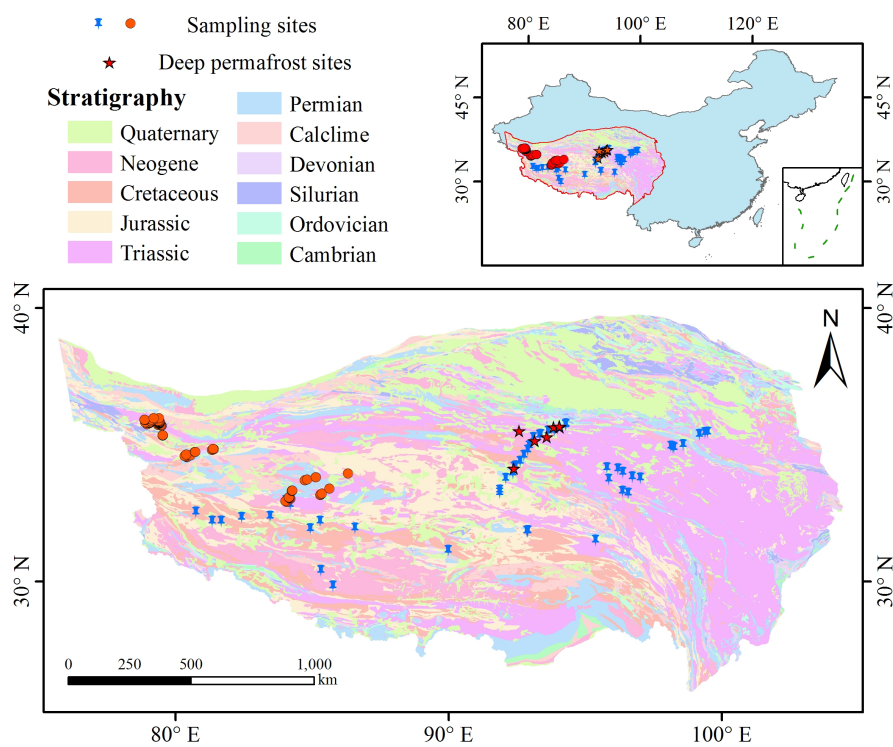 Sampling sites
Deep permafrost sites
Stratigraphy
Quaternary
Neogene
Cretaceous
Jurassic
Triassic
Permian
Calclime
Devonian
Silurian
Ordovician
Cambrian
80° E
100° E
120° E
45° N
30° N
45° N
30° N
40° N
30° N
40° N
30° N
N
0
250
500
1,000
km
80° E
90° E
100° E